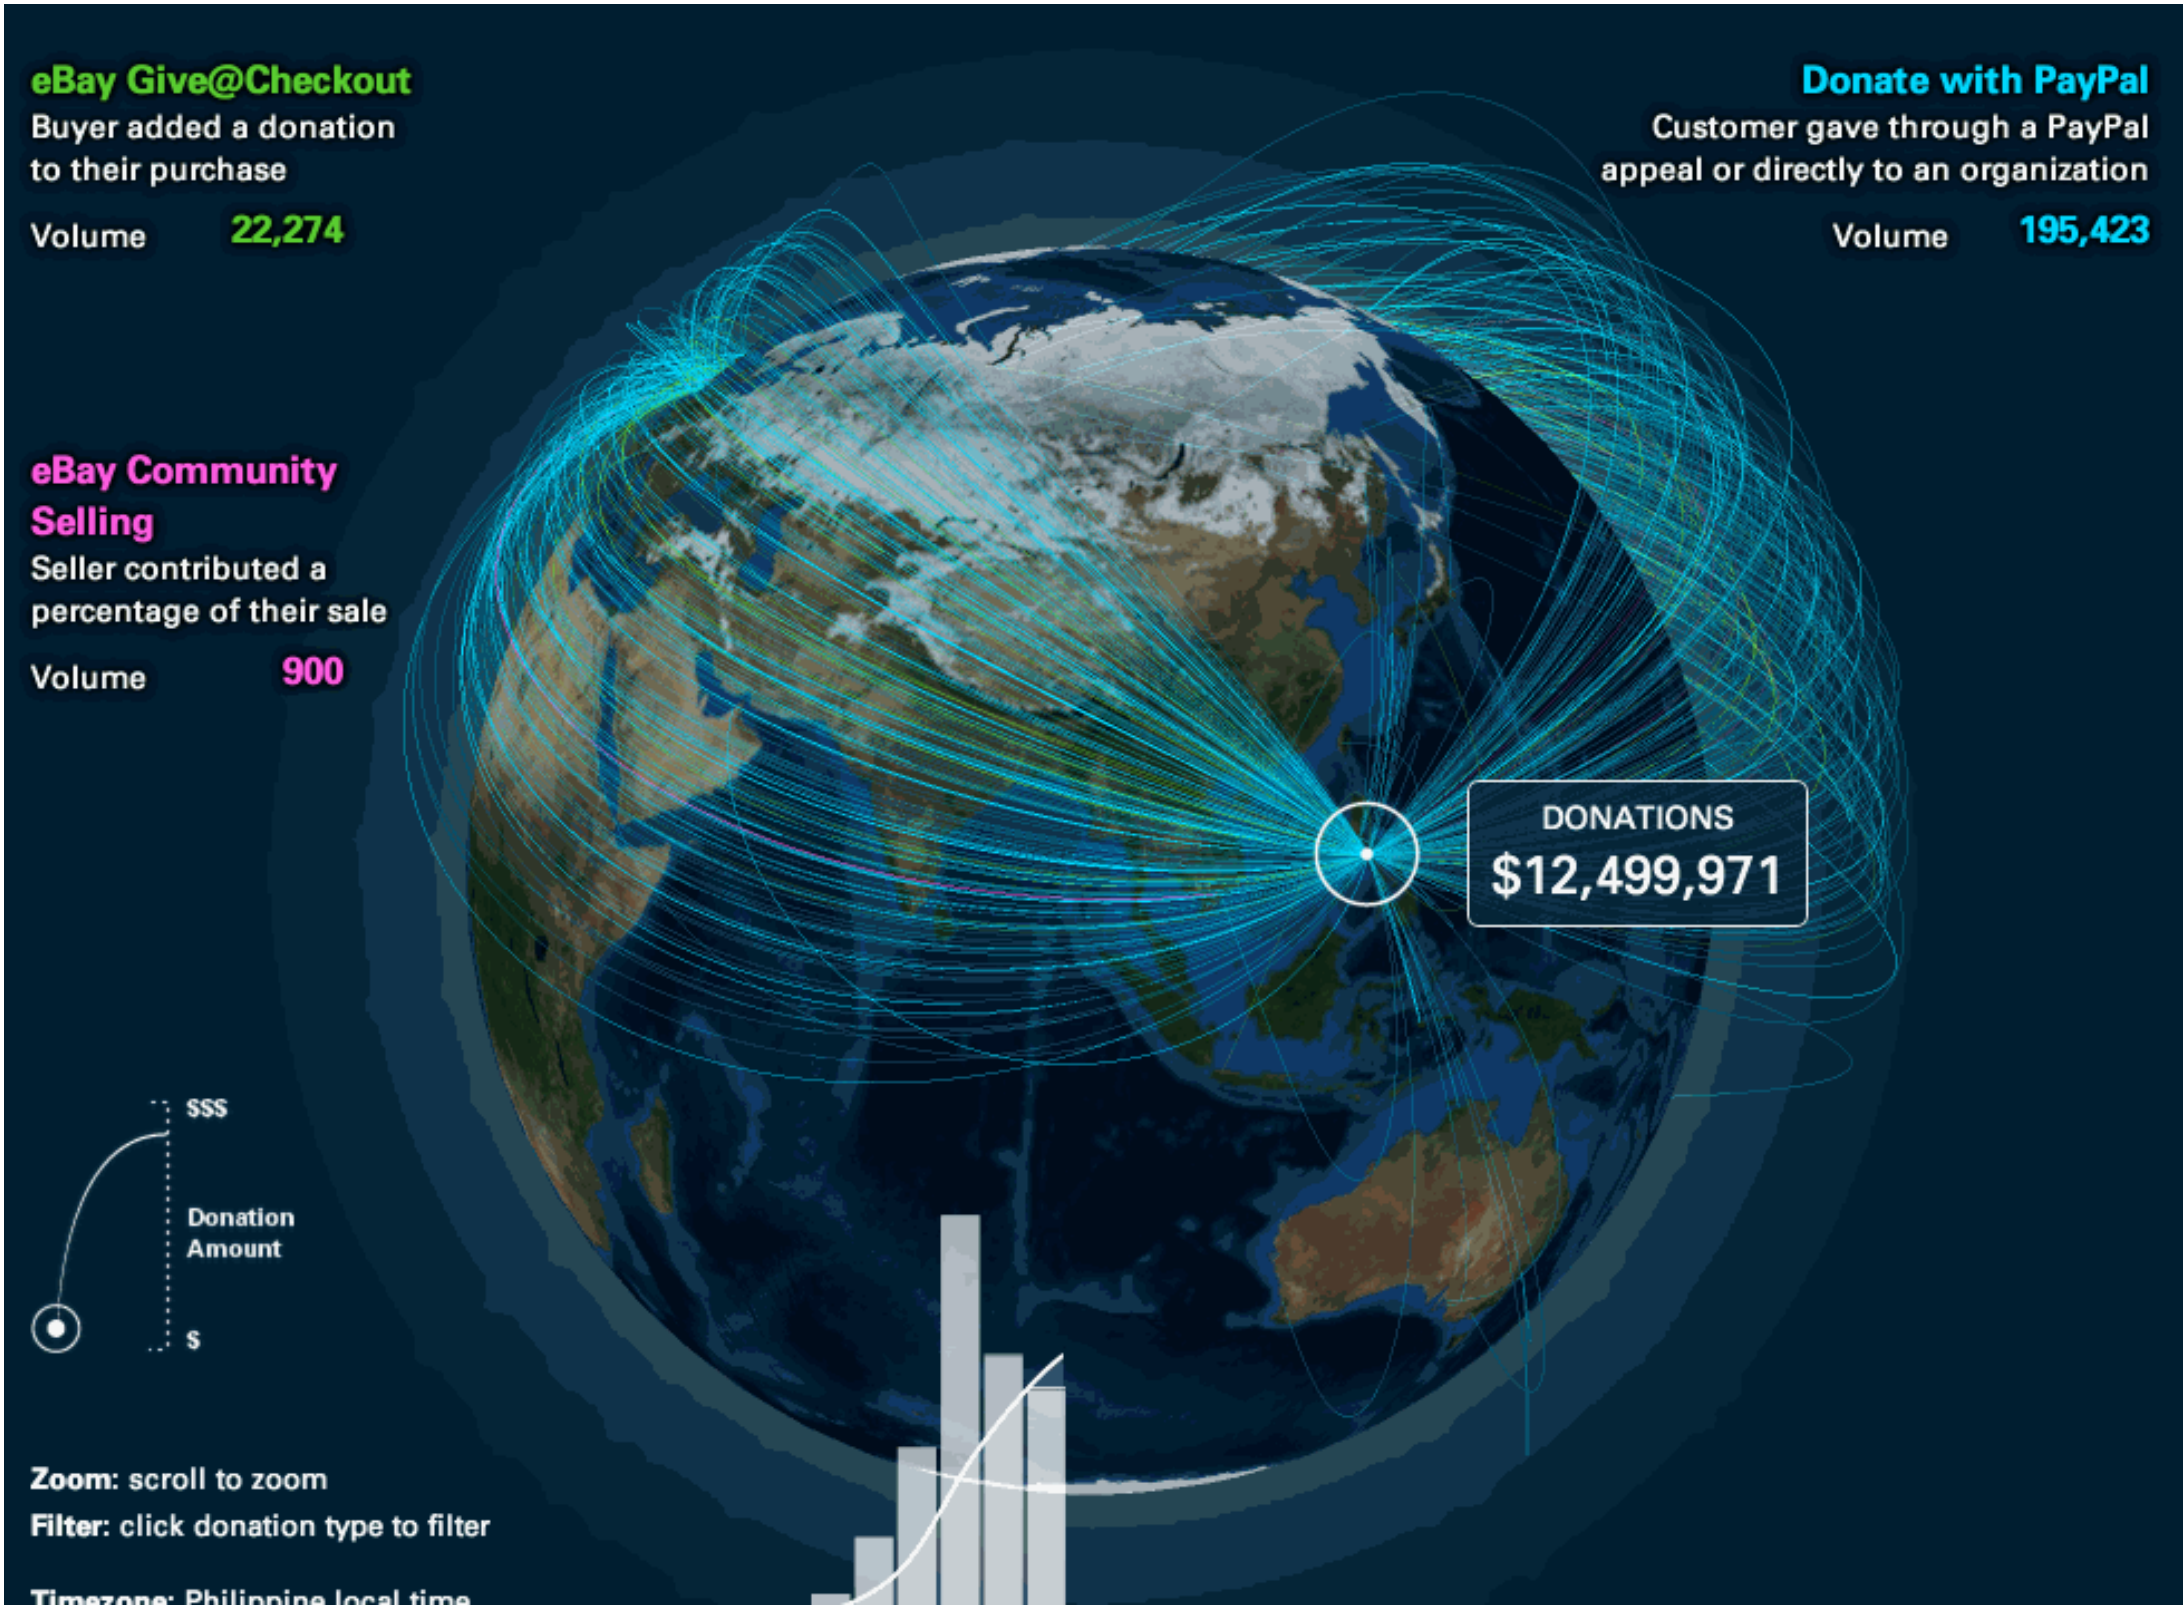 eBay Give@Checkout
Buyer added a donation
to their purchase
Volume 22,274
Donate with PayPal
Customer gave through a PayPal
appeal or directly to an organization
Volume 195,423
eBay Community
Selling
Seller contributed a
percentage of their sale
Volume 900
DONATIONS
$12,499,971
$$$
Donation
Amount
$
Zoom: scroll to zoom
Filter: click donation type to filter
Timezone: Philippine local time